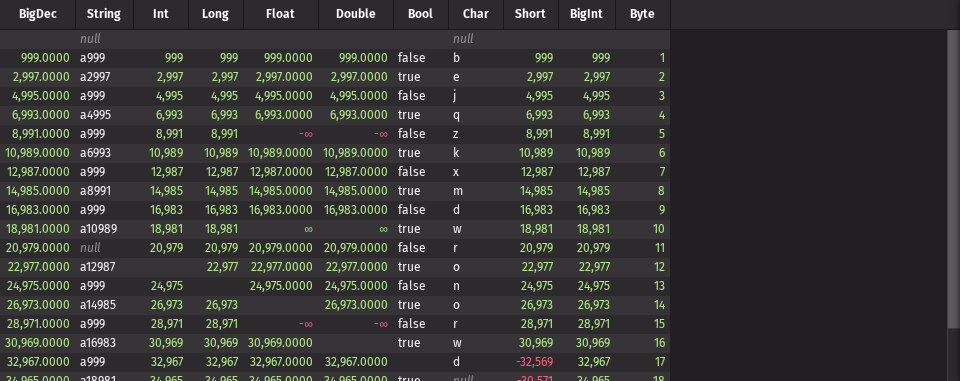 BigDec String Int Long Float Double Bool Char Short BigInt Byte
null null
999.0000 a999 999 999 999.0000 999.0000 false b 999 999 1
2,997.0000 a2997 2,997 2,997 2,997.0000 2,997.0000 true e 2,997 2,997 2
4,995.0000 a999 4,995 4,995 4,995.0000 4,995.0000 false j 4,995 4,995 3
6,993.0000 a4995 6,993 6,993 6,993.0000 6,993.0000 true q 6,993 6,993 4
8,991.0000 a999 8,991 8,991 -∞ -∞ false z 8,991 8,991 5
10,989.0000 a6993 10,989 10,989 10,989.0000 10,989.0000 true k 10,989 10,989 6
12,987.0000 a999 12,987 12,987 12,987.0000 12,987.0000 false x 12,987 12,987 7
14,985.0000 a8991 14,985 14,985 14,985.0000 14,985.0000 true m 14,985 14,985 8
16,983.0000 a999 16,983 16,983 16,983.0000 16,983.0000 false d 16,983 16,983 9
18,981.0000 a10989 18,981 18,981 ∞ ∞ true w 18,981 18,981 10
20,979.0000 null 20,979 20,979 20,979.0000 20,979.0000 false r 20,979 20,979 11
22,977.0000 a12987 22,977 22,977.0000 22,977.0000 true o 22,977 22,977 12
24,975.0000 a999 24,975 24,975.0000 24,975.0000 false n 24,975 24,975 13
26,973.0000 a14985 26,973 26,973 26,973.0000 true o 26,973 26,973 14
28,971.0000 a999 28,971 28,971 -∞ -∞ false r 28,971 28,971 15
30,969.0000 a16983 30,969 30,969 30,969.0000 true w 30,969 30,969 16
32,967.0000 a999 32,967 32,967 32,967.0000 32,967.0000 d -32,569 32,967 17
34,965.0000 a18981 34,965 34,965 34,965.0000 34,965.0000 true null -30,571 34,965 18